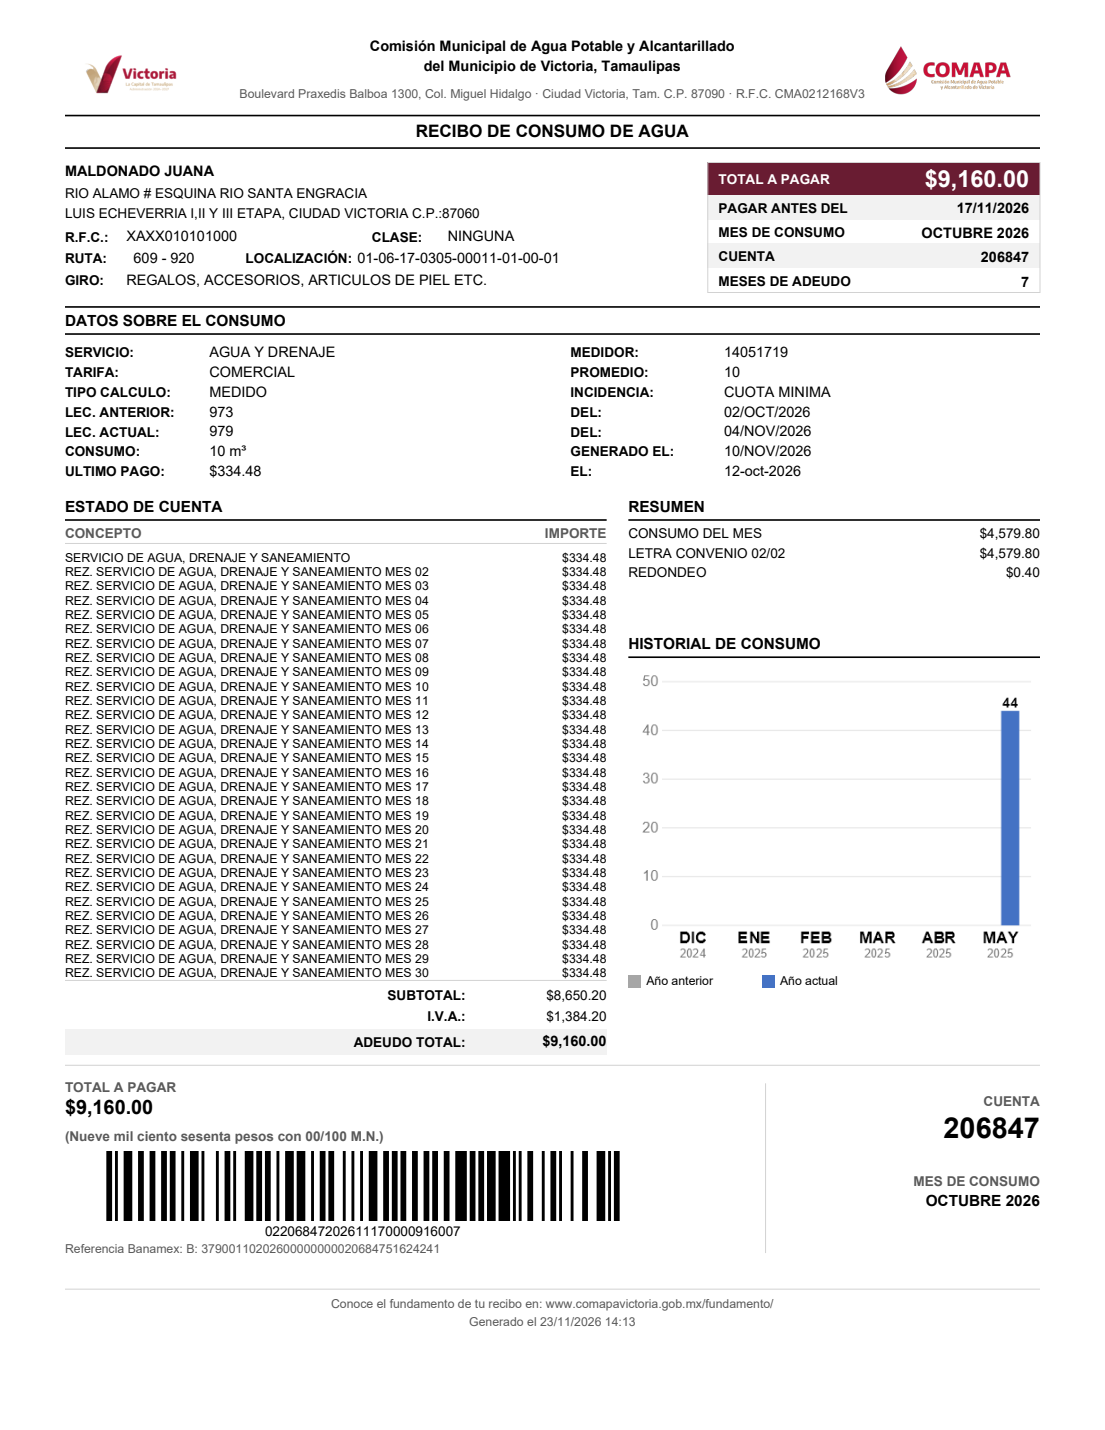 Victoria
Comisión Municipal de Agua Potable y Alcantarillado
del Municipio de Victoria, Tamaulipas
Boulevard Praxedis Balboa 1300, Col. Miguel Hidalgo · Ciudad Victoria, Tam. C.P. 87090 · R.F.C. CMA0212168V3
COMAPA
RECIBO DE CONSUMO DE AGUA
MALDONADO JUANA
RIO ALAMO # ESQUINA RIO SANTA ENGRACIA
LUIS ECHEVERRIA I,II Y III ETAPA, CIUDAD VICTORIA C.P.:87060
R.F.C.: XAXX010101000 CLASE: NINGUNA
RUTA: 609 - 920 LOCALIZACIÓN: 01-06-17-0305-00011-01-00-01
GIRO: REGALOS, ACCESORIOS, ARTICULOS DE PIEL ETC.
TOTAL A PAGAR $9,160.00
PAGAR ANTES DEL 17/11/2026
MES DE CONSUMO OCTUBRE 2026
CUENTA 206847
MESES DE ADEUDO 7
DATOS SOBRE EL CONSUMO
SERVICIO: AGUA Y DRENAJE
TARIFA: COMERCIAL
TIPO CALCULO: MEDIDO
LEC. ANTERIOR: 973
LEC. ACTUAL: 979
CONSUMO: 10 m³
ULTIMO PAGO: $334.48
MEDIDOR: 14051719
PROMEDIO: 10
INCIDENCIA: CUOTA MINIMA
DEL: 02/OCT/2026
DEL: 04/NOV/2026
GENERADO EL: 10/NOV/2026
EL: 12-oct-2026
ESTADO DE CUENTA
CONCEPTO IMPORTE
SERVICIO DE AGUA, DRENAJE Y SANEAMIENTO $334.48
REZ. SERVICIO DE AGUA, DRENAJE Y SANEAMIENTO MES 02 $334.48
REZ. SERVICIO DE AGUA, DRENAJE Y SANEAMIENTO MES 03 $334.48
REZ. SERVICIO DE AGUA, DRENAJE Y SANEAMIENTO MES 04 $334.48
REZ. SERVICIO DE AGUA, DRENAJE Y SANEAMIENTO MES 05 $334.48
REZ. SERVICIO DE AGUA, DRENAJE Y SANEAMIENTO MES 06 $334.48
REZ. SERVICIO DE AGUA, DRENAJE Y SANEAMIENTO MES 07 $334.48
REZ. SERVICIO DE AGUA, DRENAJE Y SANEAMIENTO MES 08 $334.48
REZ. SERVICIO DE AGUA, DRENAJE Y SANEAMIENTO MES 09 $334.48
REZ. SERVICIO DE AGUA, DRENAJE Y SANEAMIENTO MES 10 $334.48
REZ. SERVICIO DE AGUA, DRENAJE Y SANEAMIENTO MES 11 $334.48
REZ. SERVICIO DE AGUA, DRENAJE Y SANEAMIENTO MES 12 $334.48
REZ. SERVICIO DE AGUA, DRENAJE Y SANEAMIENTO MES 13 $334.48
REZ. SERVICIO DE AGUA, DRENAJE Y SANEAMIENTO MES 14 $334.48
REZ. SERVICIO DE AGUA, DRENAJE Y SANEAMIENTO MES 15 $334.48
REZ. SERVICIO DE AGUA, DRENAJE Y SANEAMIENTO MES 16 $334.48
REZ. SERVICIO DE AGUA, DRENAJE Y SANEAMIENTO MES 17 $334.48
REZ. SERVICIO DE AGUA, DRENAJE Y SANEAMIENTO MES 18 $334.48
REZ. SERVICIO DE AGUA, DRENAJE Y SANEAMIENTO MES 19 $334.48
REZ. SERVICIO DE AGUA, DRENAJE Y SANEAMIENTO MES 20 $334.48
REZ. SERVICIO DE AGUA, DRENAJE Y SANEAMIENTO MES 21 $334.48
REZ. SERVICIO DE AGUA, DRENAJE Y SANEAMIENTO MES 22 $334.48
REZ. SERVICIO DE AGUA, DRENAJE Y SANEAMIENTO MES 23 $334.48
REZ. SERVICIO DE AGUA, DRENAJE Y SANEAMIENTO MES 24 $334.48
REZ. SERVICIO DE AGUA, DRENAJE Y SANEAMIENTO MES 25 $334.48
REZ. SERVICIO DE AGUA, DRENAJE Y SANEAMIENTO MES 26 $334.48
REZ. SERVICIO DE AGUA, DRENAJE Y SANEAMIENTO MES 27 $334.48
REZ. SERVICIO DE AGUA, DRENAJE Y SANEAMIENTO MES 28 $334.48
REZ. SERVICIO DE AGUA, DRENAJE Y SANEAMIENTO MES 29 $334.48
REZ. SERVICIO DE AGUA, DRENAJE Y SANEAMIENTO MES 30 $334.48
SUBTOTAL: $8,650.20
I.V.A.: $1,384.20
ADEUDO TOTAL: $9,160.00
RESUMEN
CONSUMO DEL MES $4,579.80
LETRA CONVENIO 02/02 $4,579.80
REDONDEO $0.40
HISTORIAL DE CONSUMO
50
40
30
20
10
0
44
DIC ENE FEB MAR ABR MAY
2024 2025 2025 2025 2025 2025
Año anterior Año actual
TOTAL A PAGAR
$9,160.00
(Nueve mil ciento sesenta pesos con 00/100 M.N.)
02206847202611170000916007
Referencia Banamex: B: 37900110202600000000020684751624241
CUENTA
206847
MES DE CONSUMO
OCTUBRE 2026
Conoce el fundamento de tu recibo en: www.comapavictoria.gob.mx/fundamento/
Generado el 23/11/2026 14:13